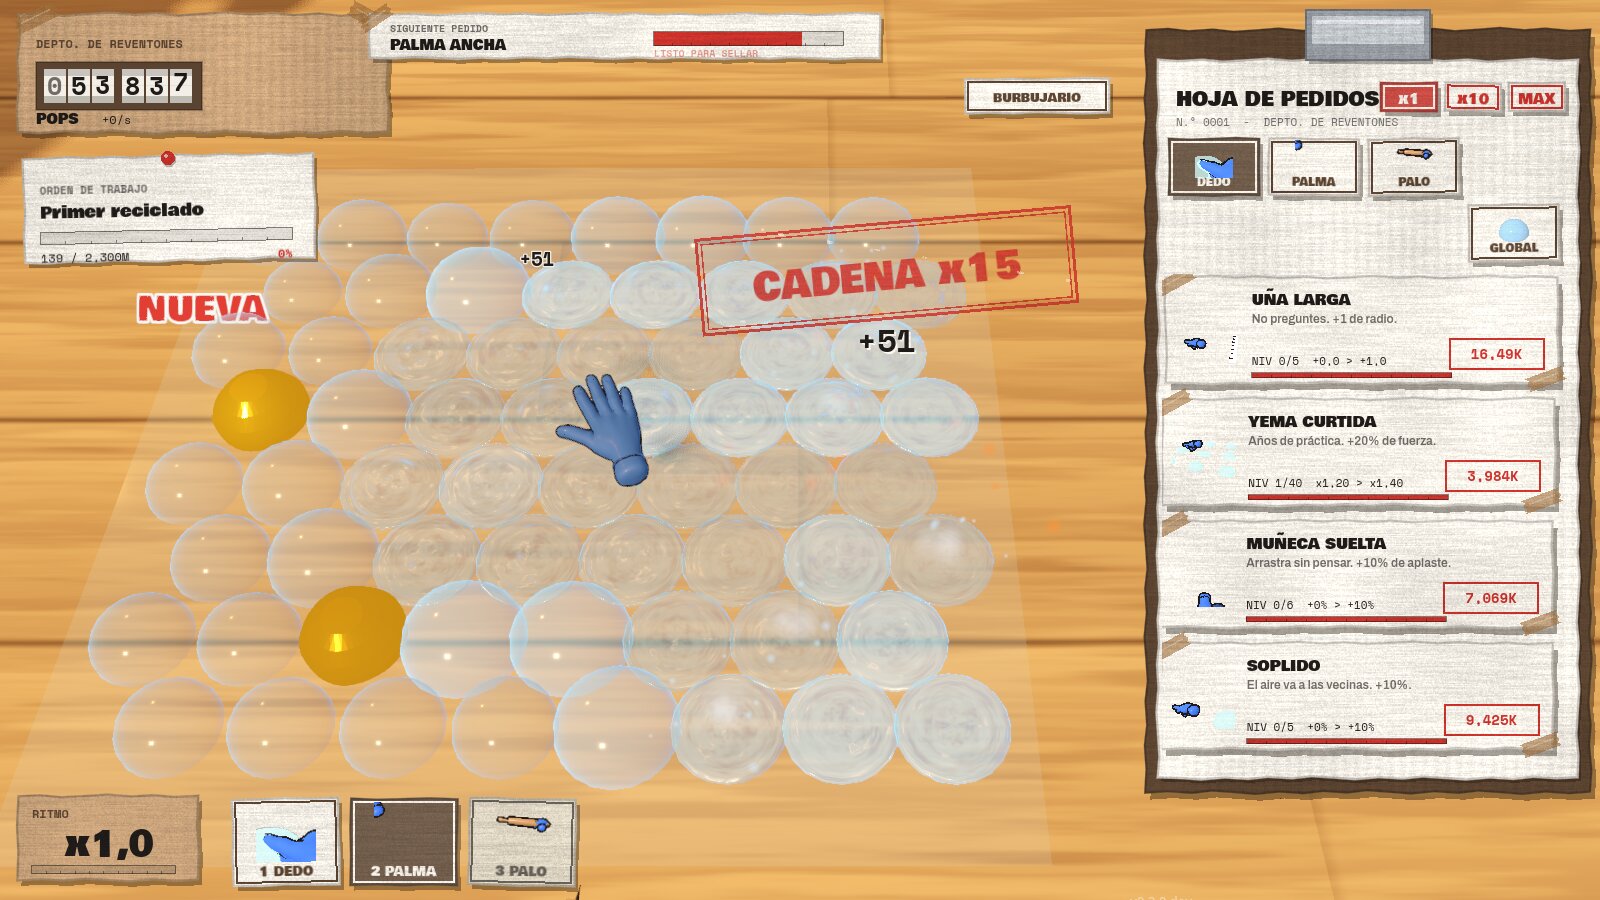 DEPTO. DE REVENTONES
053837
POPS +0/s
SIGUIENTE PEDIDO
PALMA ANCHA
LISTO PARA SELLAR
BURBUJARIO
ORDEN DE TRABAJO
Primer reciclado
139 / 2,300M 0%
NUEVA
+51
CADENA x15
+51
HOJA DE PEDIDOS x1 x10 MAX
N.° 0001 - DEPTO. DE REVENTONES
DEDO PALMA PALO
GLOBAL
UÑA LARGA
No preguntes. +1 de radio.
NIV 0/5 +0,0 > +1,0 16,49K
YEMA CURTIDA
Años de práctica. +20% de fuerza.
NIV 1/40 x1,20 > x1,40 3,984K
MUÑECA SUELTA
Arrastra sin pensar. +10% de aplaste.
NIV 0/6 +0% > +10% 7,069K
SOPLIDO
El aire va a las vecinas. +10%.
NIV 0/5 +0% > +10% 9,425K
RITMO
x1,0
1 DEDO 2 PALMA 3 PALO